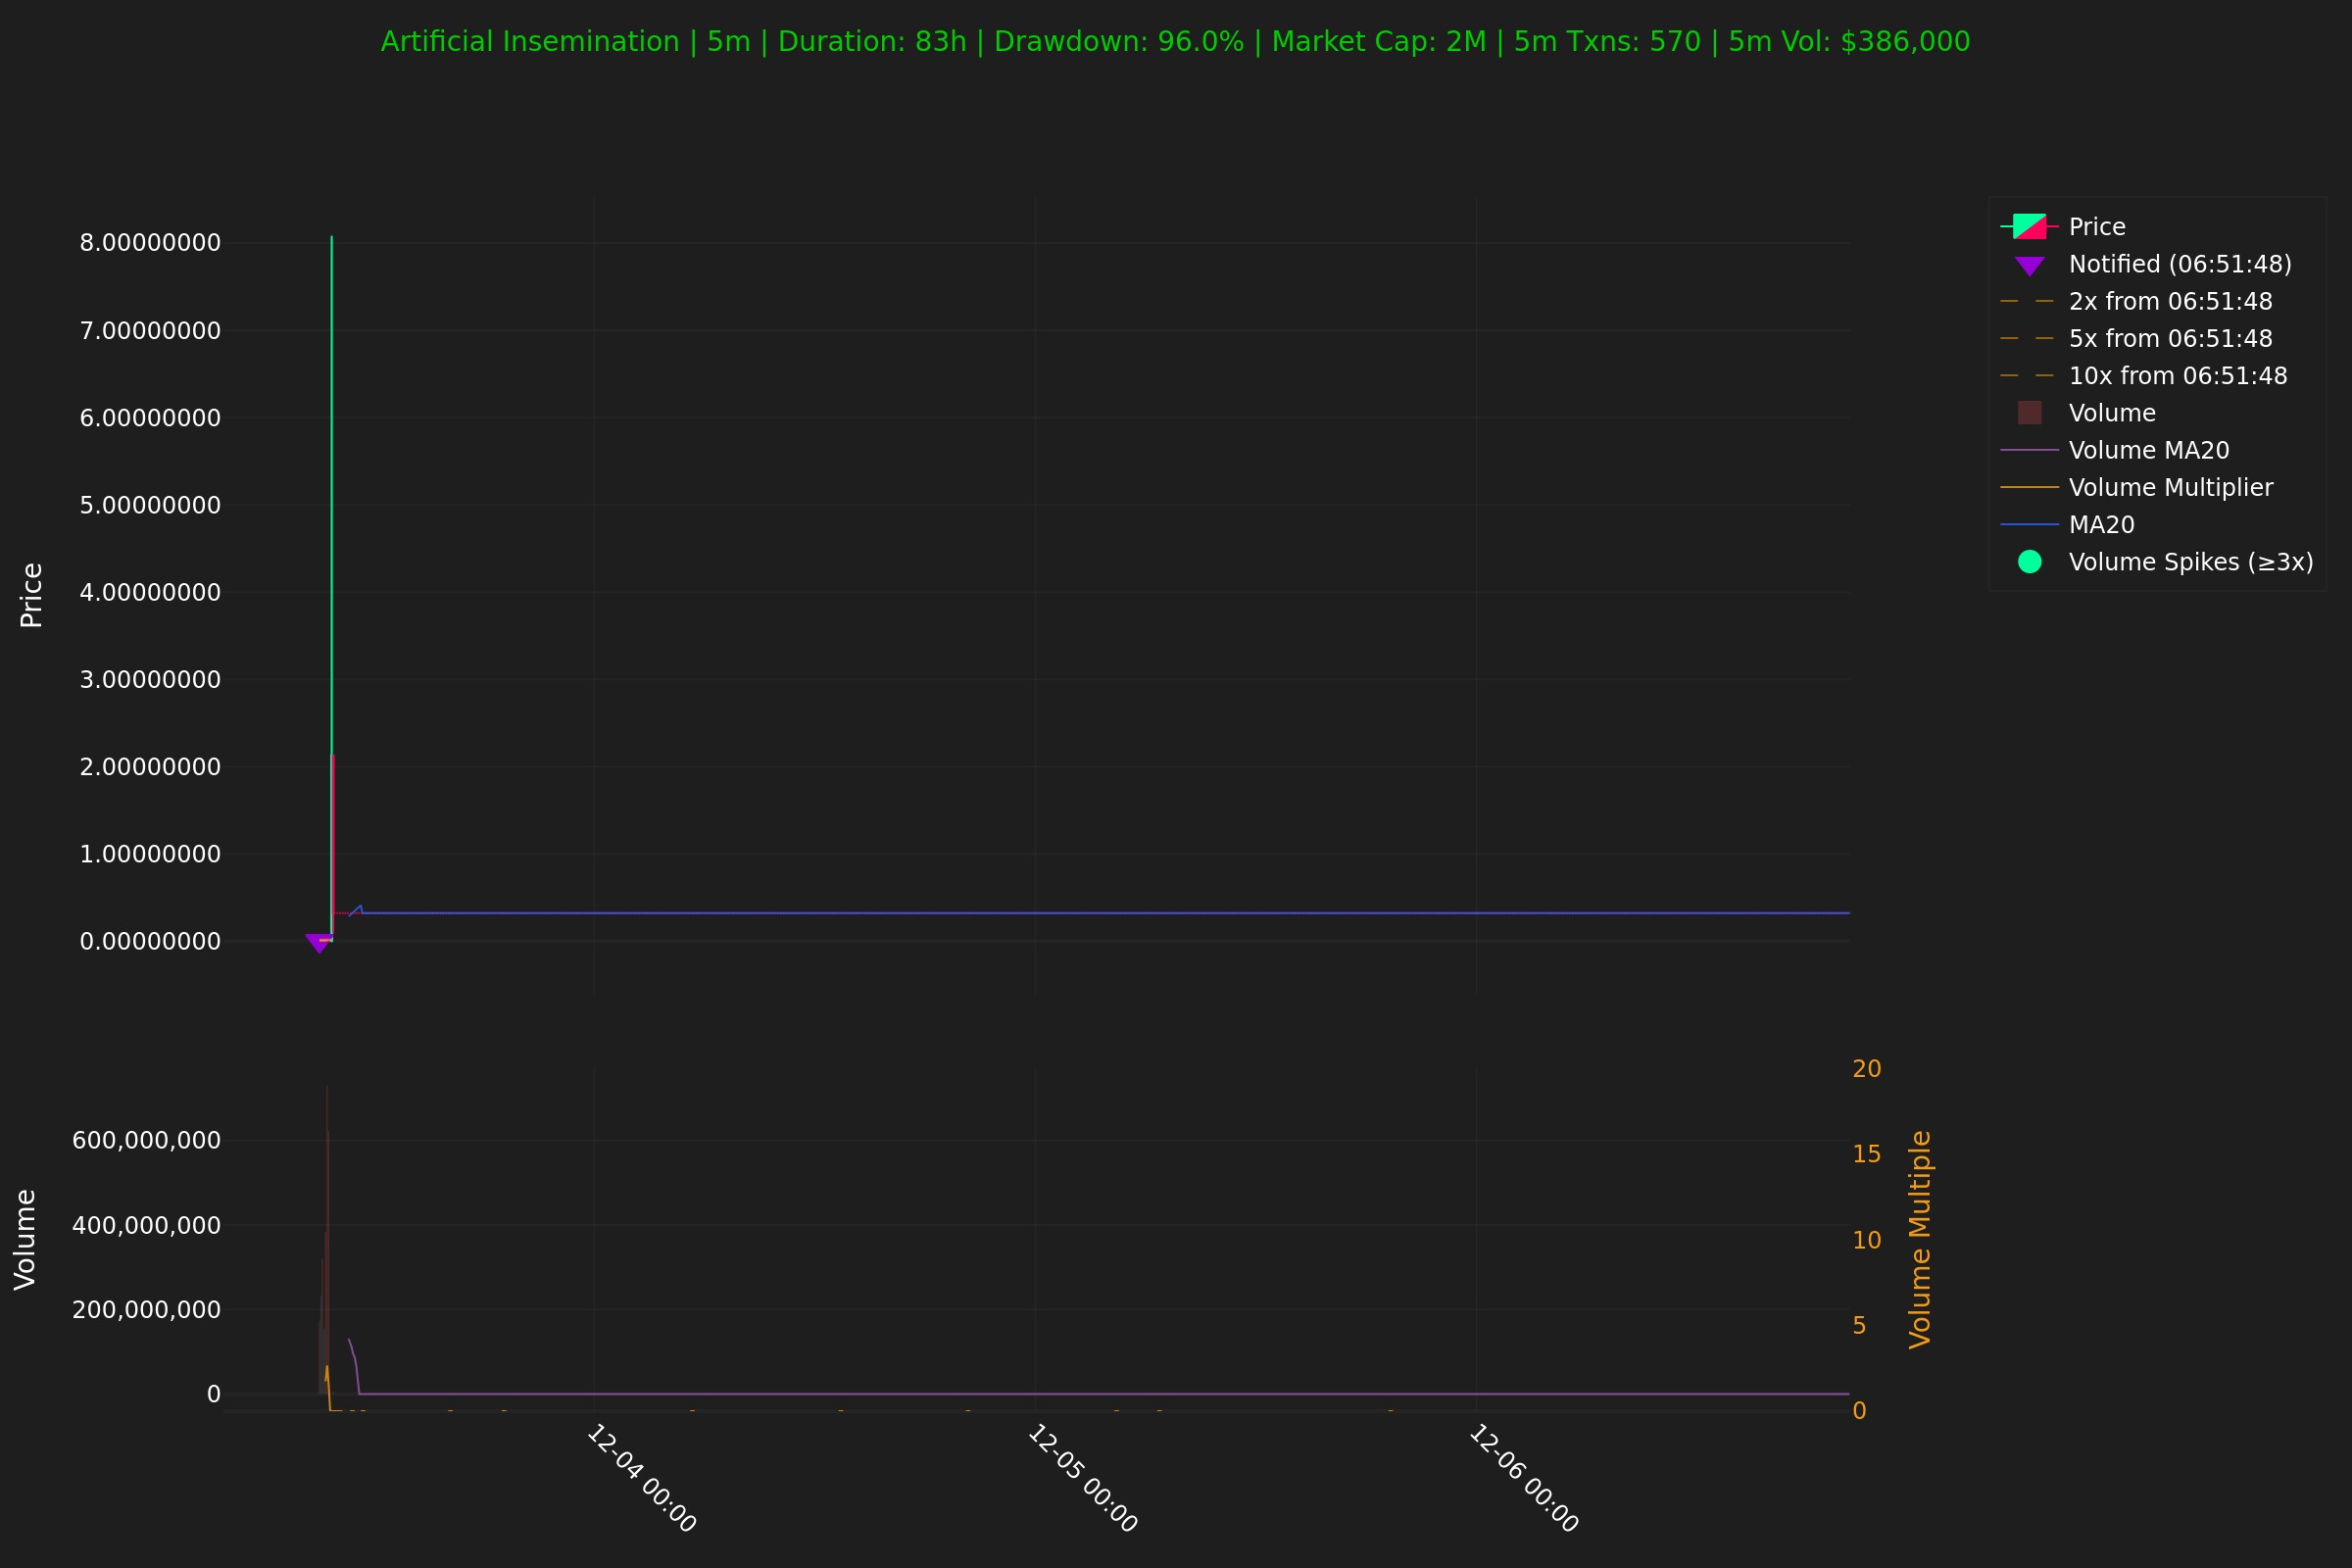 Artificial Insemination | 5m | Duration: 83h | Drawdown: 96.0% | Market Cap: 2M | 5m Txns: 570 | 5m Vol: $386,000
Price
8.00000000
7.00000000
6.00000000
5.00000000
4.00000000
3.00000000
2.00000000
1.00000000
0.00000000
Price
Notified (06:51:48)
2x from 06:51:48
5x from 06:51:48
10x from 06:51:48
Volume
Volume MA20
Volume Multiplier
MA20
Volume Spikes (≥3x)
Volume
600,000,000
400,000,000
200,000,000
0
20
15
10
5
0
Volume Multiple
12-04 00:00
12-05 00:00
12-06 00:00